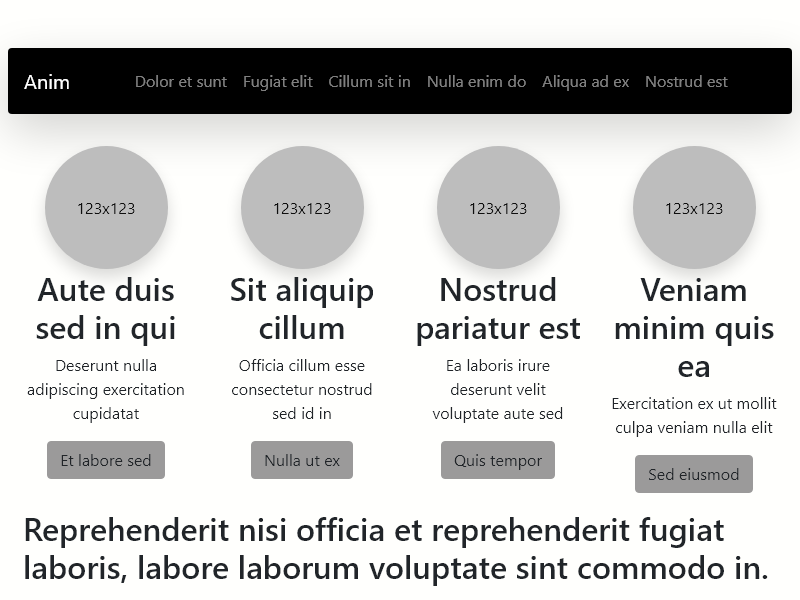 Anim
Dolor et sunt Fugiat elit Cillum sit in Nulla enim do Aliqua ad ex Nostrud est
123x123
Aute duis
sed in qui
Deserunt nulla
adipiscing exercitation
cupidatat
Et labore sed
123x123
Sit aliquip
cillum
Officia cillum esse
consectetur nostrud
sed id in
Nulla ut ex
123x123
Nostrud
pariatur est
Ea laboris irure
deserunt velit
voluptate aute sed
Quis tempor
123x123
Veniam
minim quis
ea
Exercitation ex ut mollit
culpa veniam nulla elit
Sed eiusmod
Reprehenderit nisi officia et reprehenderit fugiat
laboris, labore laborum voluptate sint commodo in.